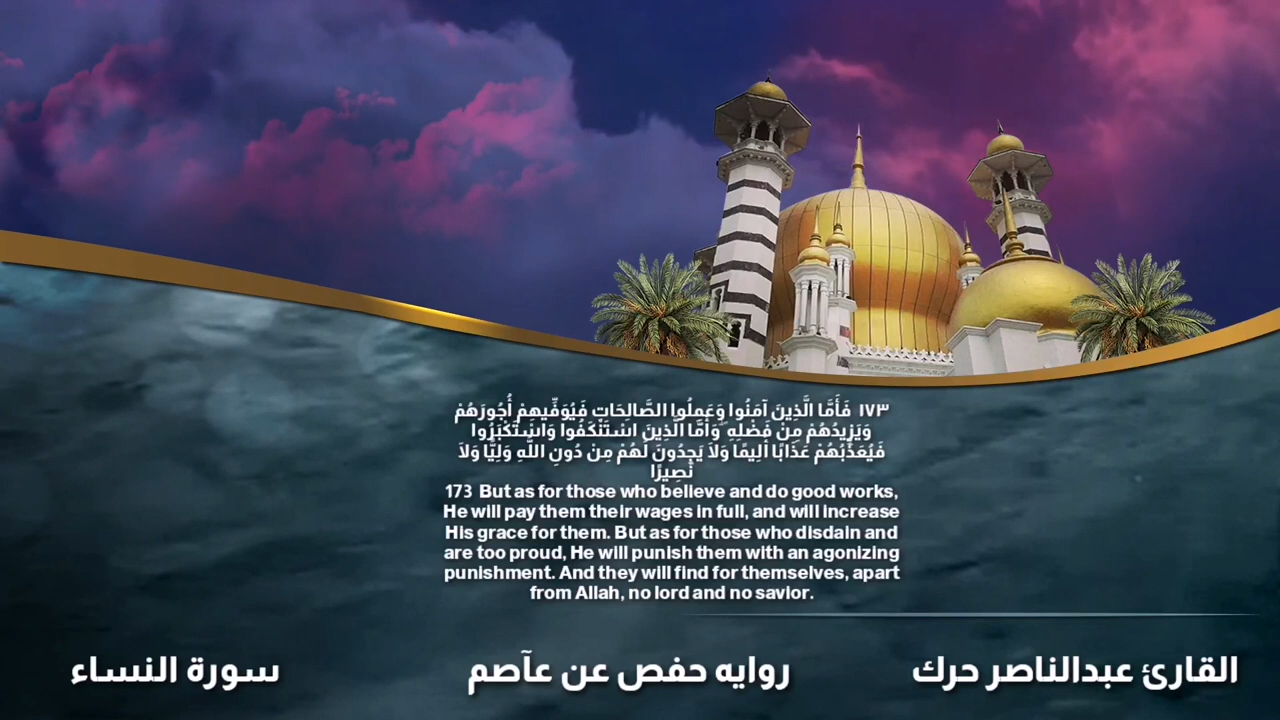 ١٧٣ فَأَمَّا الَّذِينَ آمَنُوا وَعَمِلُوا الصَّالِحَاتِ فَيُوَفِّيهِمْ أُجُورَهُمْ
وَيَزِيدُهُمْ مِنْ فَضْلِهِ ۖ وَأَمَّا الَّذِينَ اسْتَنْكَفُوا وَاسْتَكْبَرُوا
فَيُعَذِّبُهُمْ عَذَابًا أَلِيمًا وَلَا يَجِدُونَ لَهُمْ مِنْ دُونِ اللَّهِ وَلِيًّا وَلَا
نَصِيرًا
173 But as for those who believe and do good works,
He will pay them their wages in full, and will increase
His grace for them. But as for those who disdain and
are too proud, He will punish them with an agonizing
punishment. And they will find for themselves, apart
from Allah, no lord and no savior.
القارئ عبدالناصر حرك
روايه حفص عن عآصم
سورة النساء